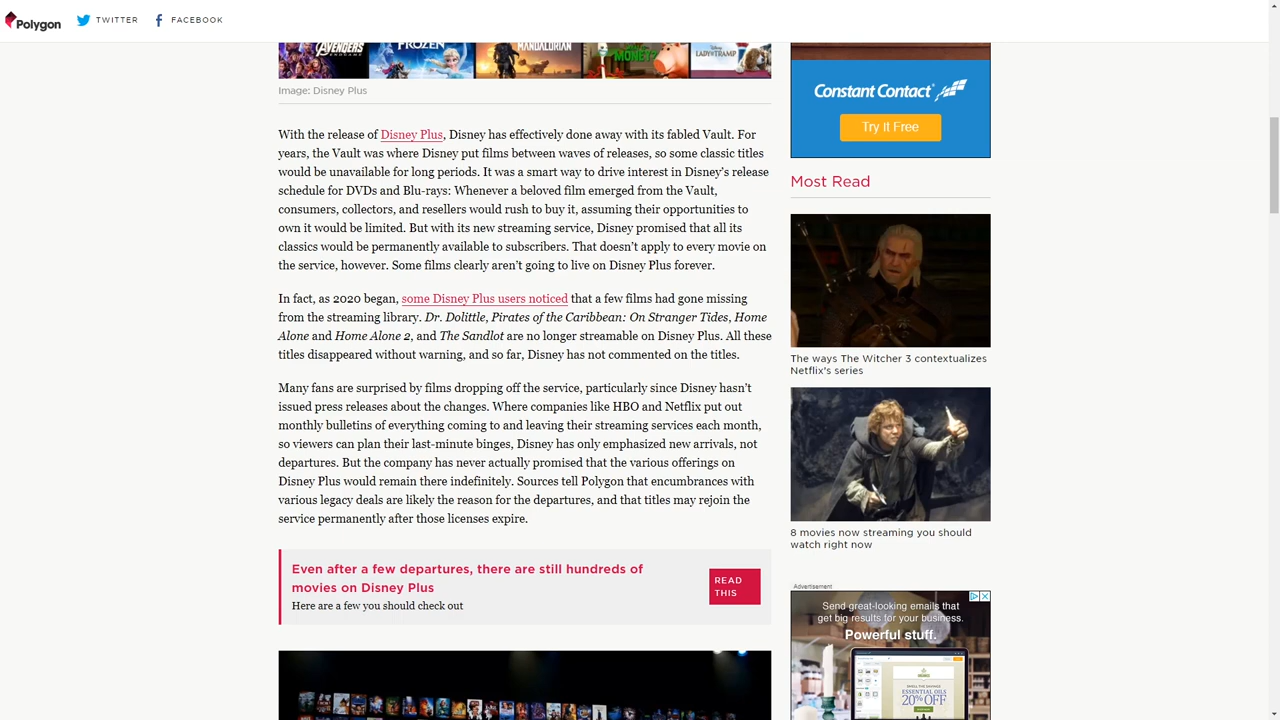 Polygon
TWITTER
FACEBOOK
AVENGERS
FROZEN
MANDALORIAN
MONEY?
LADY AND THE TRAMP
Image: Disney Plus
With the release of Disney Plus, Disney has effectively done away with its fabled Vault. For
years, the Vault was where Disney put films between waves of releases, so some classic titles
would be unavailable for long periods. It was a smart way to drive interest in Disney’s release
schedule for DVDs and Blu-rays: Whenever a beloved film emerged from the Vault,
consumers, collectors, and resellers would rush to buy it, assuming their opportunities to
own it would be limited. But with its new streaming service, Disney promised that all its
classics would be permanently available to subscribers. That doesn’t apply to every movie on
the service, however. Some films clearly aren’t going to live on Disney Plus forever.
In fact, as 2020 began, some Disney Plus users noticed that a few films had gone missing
from the streaming library. Dr. Dolittle, Pirates of the Caribbean: On Stranger Tides, Home
Alone and Home Alone 2, and The Sandlot are no longer streamable on Disney Plus. All these
titles disappeared without warning, and so far, Disney has not commented on the titles.
Many fans are surprised by films dropping off the service, particularly since Disney hasn’t
issued press releases about the changes. Where companies like HBO and Netflix put out
monthly bulletins of everything coming to and leaving their streaming services each month,
so viewers can plan their last-minute binges, Disney has only emphasized new arrivals, not
departures. But the company has never actually promised that the various offerings on
Disney Plus would remain there indefinitely. Sources tell Polygon that encumbrances with
various legacy deals are likely the reason for the departures, and that titles may rejoin the
service permanently after those licenses expire.
Even after a few departures, there are still hundreds of
movies on Disney Plus
Here are a few you should check out
READ
THIS
Constant Contact
Try It Free
Most Read
The ways The Witcher 3 contextualizes
Netflix’s series
8 movies now streaming you should
watch right now
Advertisement
Send great-looking emails that
get big results for your business.
Powerful stuff.
ESSENTIAL OILS
20% OFF